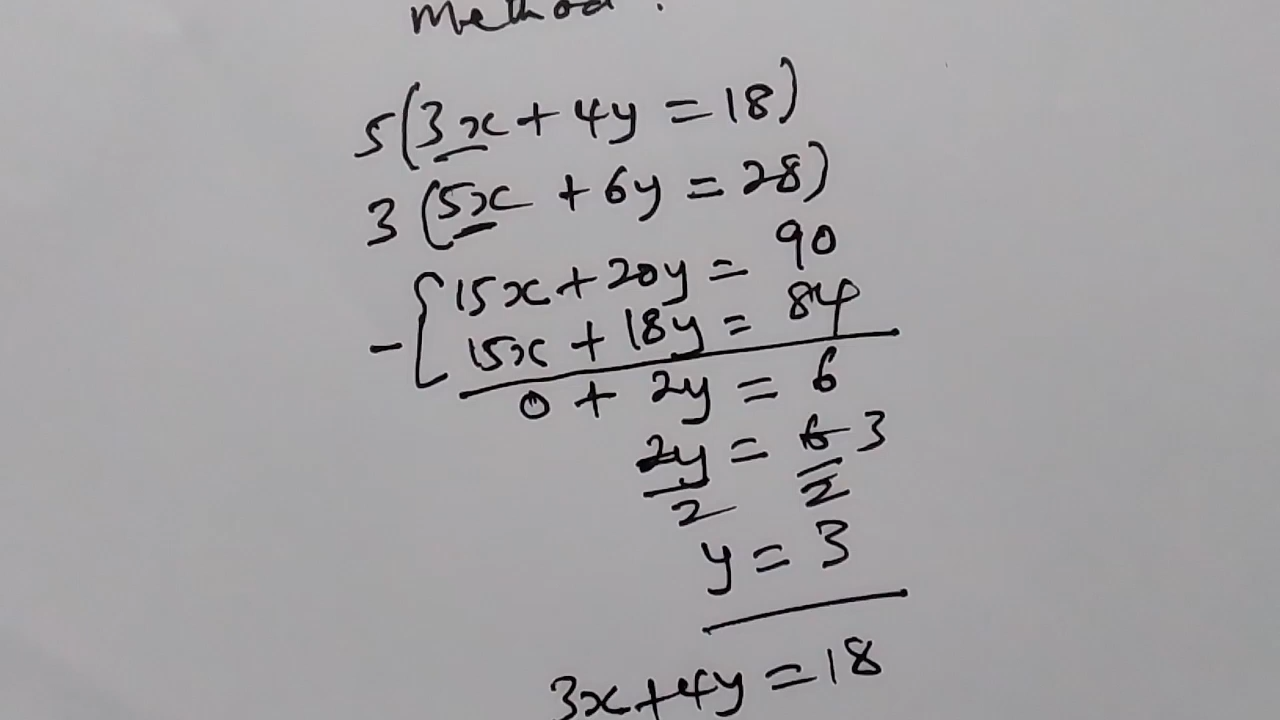 Method.
5(3x + 4y = 18)
3(5x + 6y = 28)
15x + 20y = 90
- [ 15x + 18y = 84
0 + 2y = 6
2y/2 = 6/2 3
y = 3
3x + 4y = 18